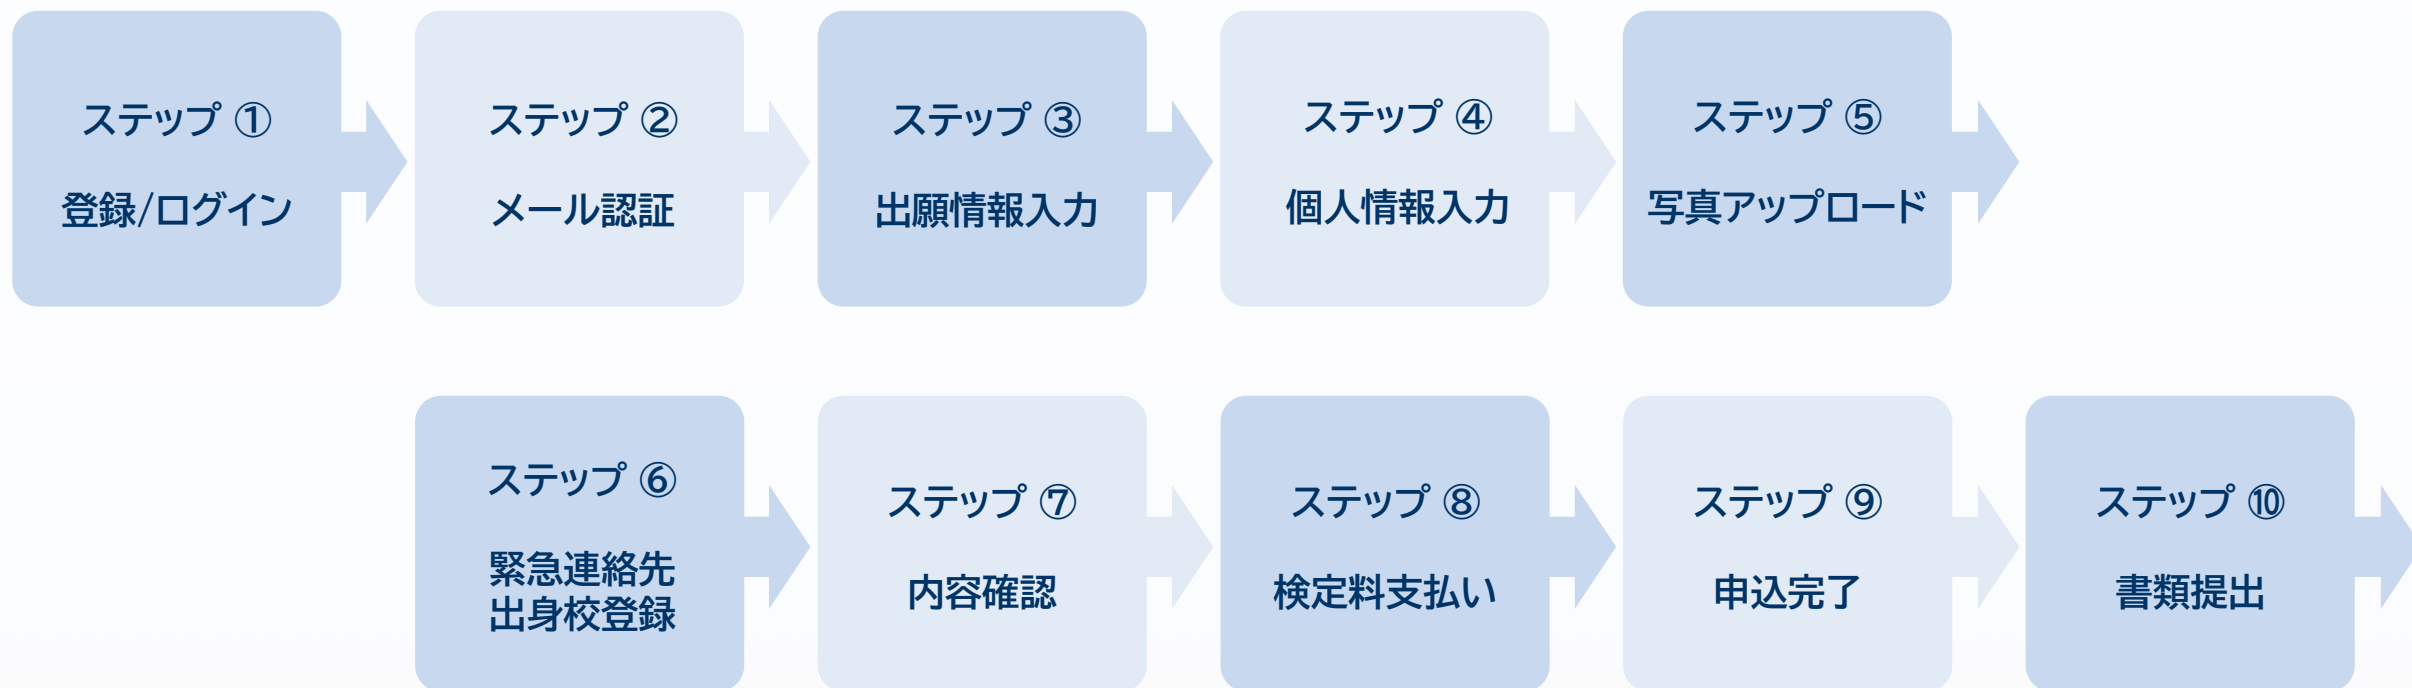 ステップ ①
登録/ログイン
ステップ ②
メール認証
ステップ ③
出願情報入力
ステップ ④
個人情報入力
ステップ ⑤
写真アップロード
ステップ ⑥
緊急連絡先
出身校登録
ステップ ⑦
内容確認
ステップ ⑧
検定料支払い
ステップ ⑨
申込完了
ステップ ⑩
書類提出